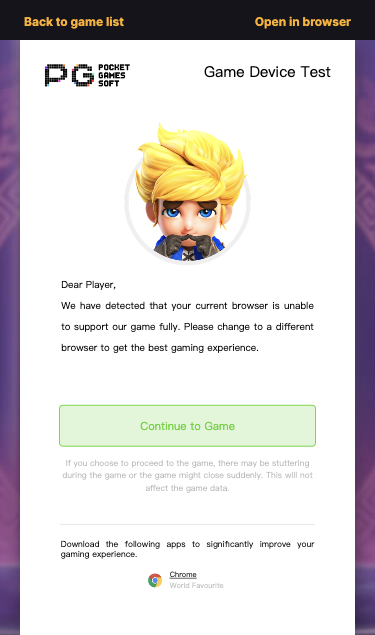 Back to game list
Open in browser
PG POCKET
GAMES
SOFT
Game Device Test
Dear Player,
We have detected that your current browser is unable
to support our game fully. Please change to a different
browser to get the best gaming experience.
Continue to Game
If you choose to proceed to the game, there may be stuttering
during the game or the game might close suddenly. This will not
affect the game data.
Download the following apps to significantly improve your
gaming experience.
Chrome
World Favourite